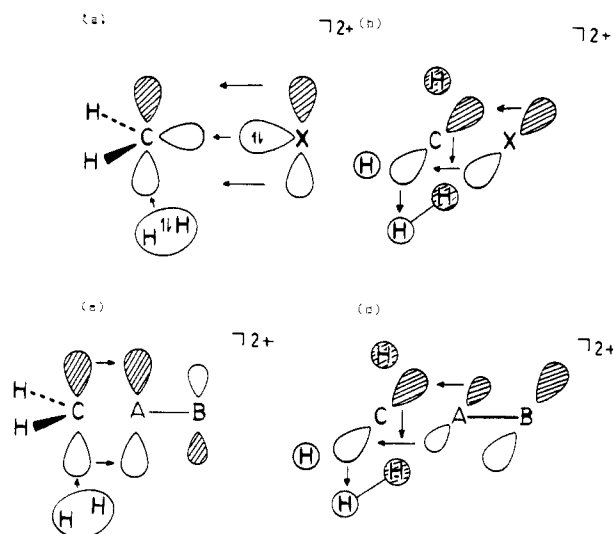 (a) ⌝2+ (b) ⌝2+
H C H ⥮ X H ⥮ H
H C X H H H
(c) ⌝2+ (d) ⌝2+
H C H A B H H
H C A B H H H